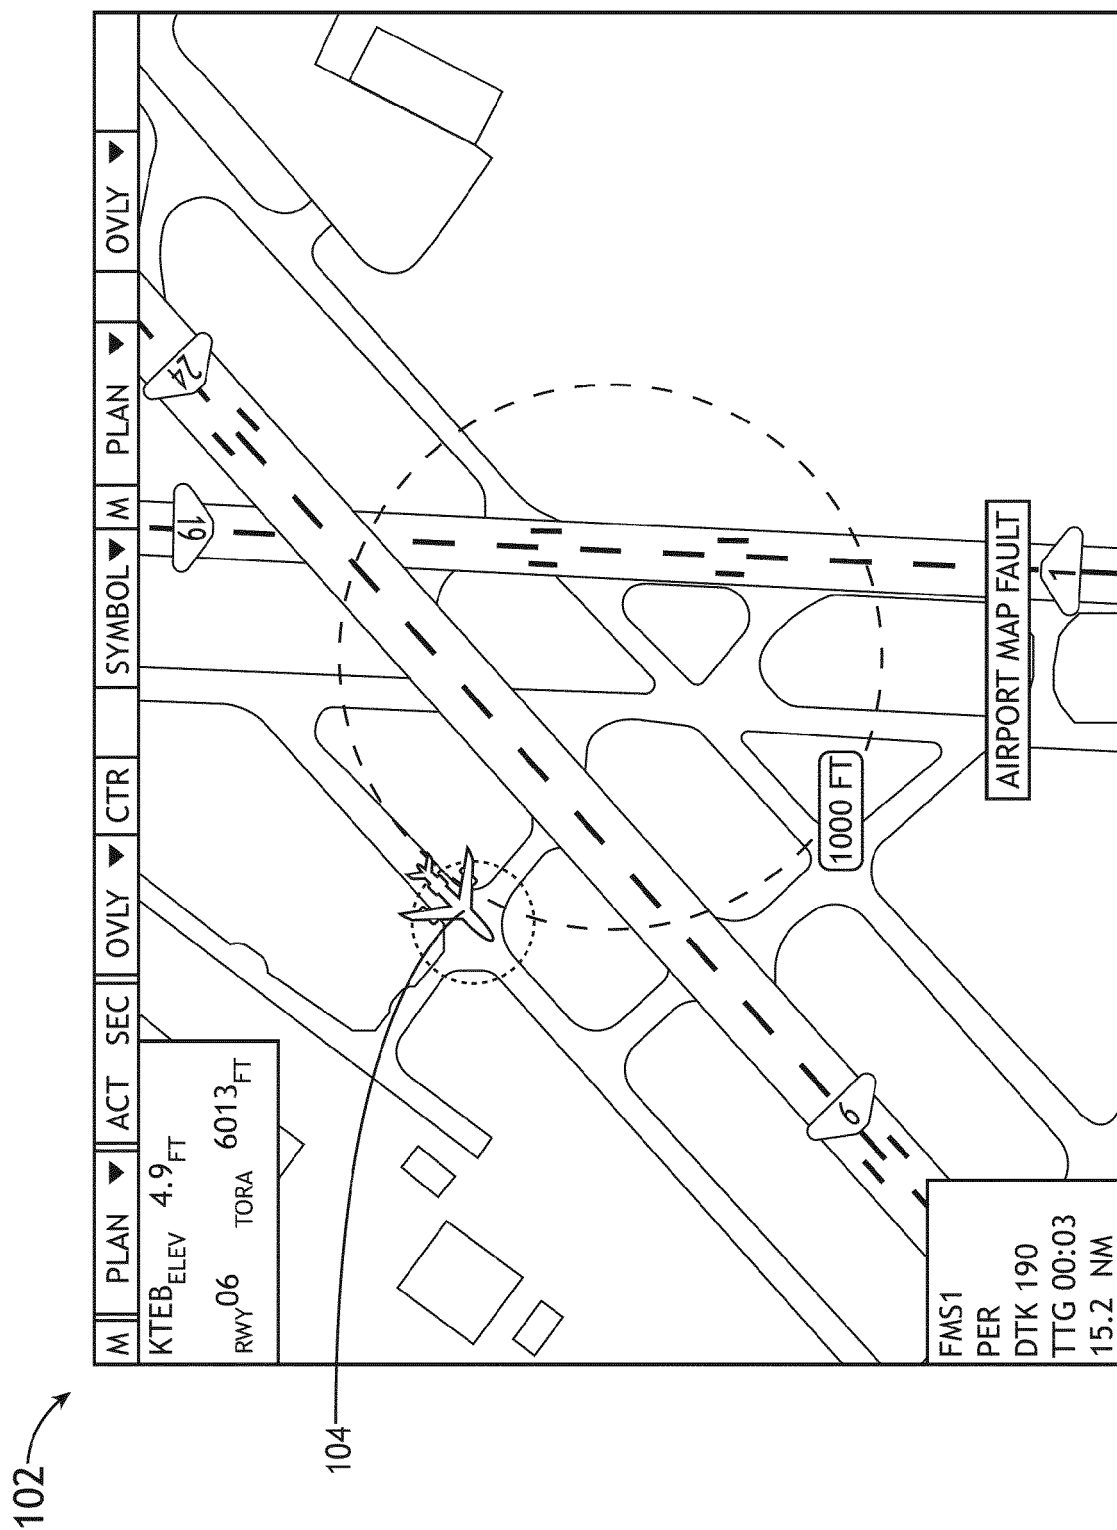 102
104
M PLAN ▼ ACT SEC OVLY ▼ CTR SYMBOL ▼ M PLAN ▼ OVLY ▼
KTEB ELEV 4.9 FT
RWY 06 TORA 6013 FT
24
19
1000 FT
6
AIRPORT MAP FAULT
1
FMS1
PER
DTK 190
TTG 00:03
15.2 NM